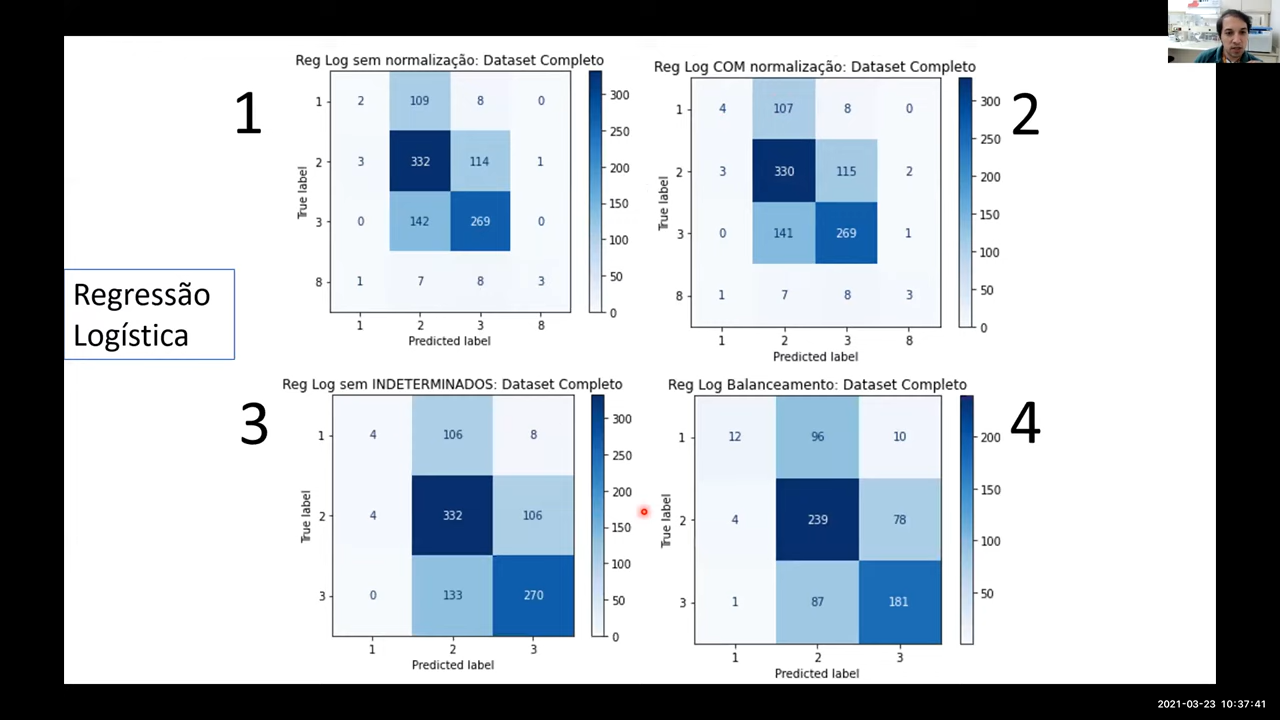 Reg Log sem normalização: Dataset Completo
1
True label
1 2 109 8 0
2 3 332 114 1
3 0 142 269 0
8 1 7 8 3
1 2 3 8
Predicted label
300
250
200
150
100
50
0
Reg Log COM normalização: Dataset Completo
2
True label
1 4 107 8 0
2 3 330 115 2
3 0 141 269 1
8 1 7 8 3
1 2 3 8
Predicted label
300
250
200
150
100
50
0
Regressão
Logística
Reg Log sem INDETERMINADOS: Dataset Completo
3
True label
1 4 106 8
2 4 332 106
3 0 133 270
1 2 3
Predicted label
300
250
200
150
100
50
0
Reg Log Balanceamento: Dataset Completo
4
True label
1 12 96 10
2 4 239 78
3 1 87 181
1 2 3
Predicted label
200
150
100
50
2021-03-23 10:37:41